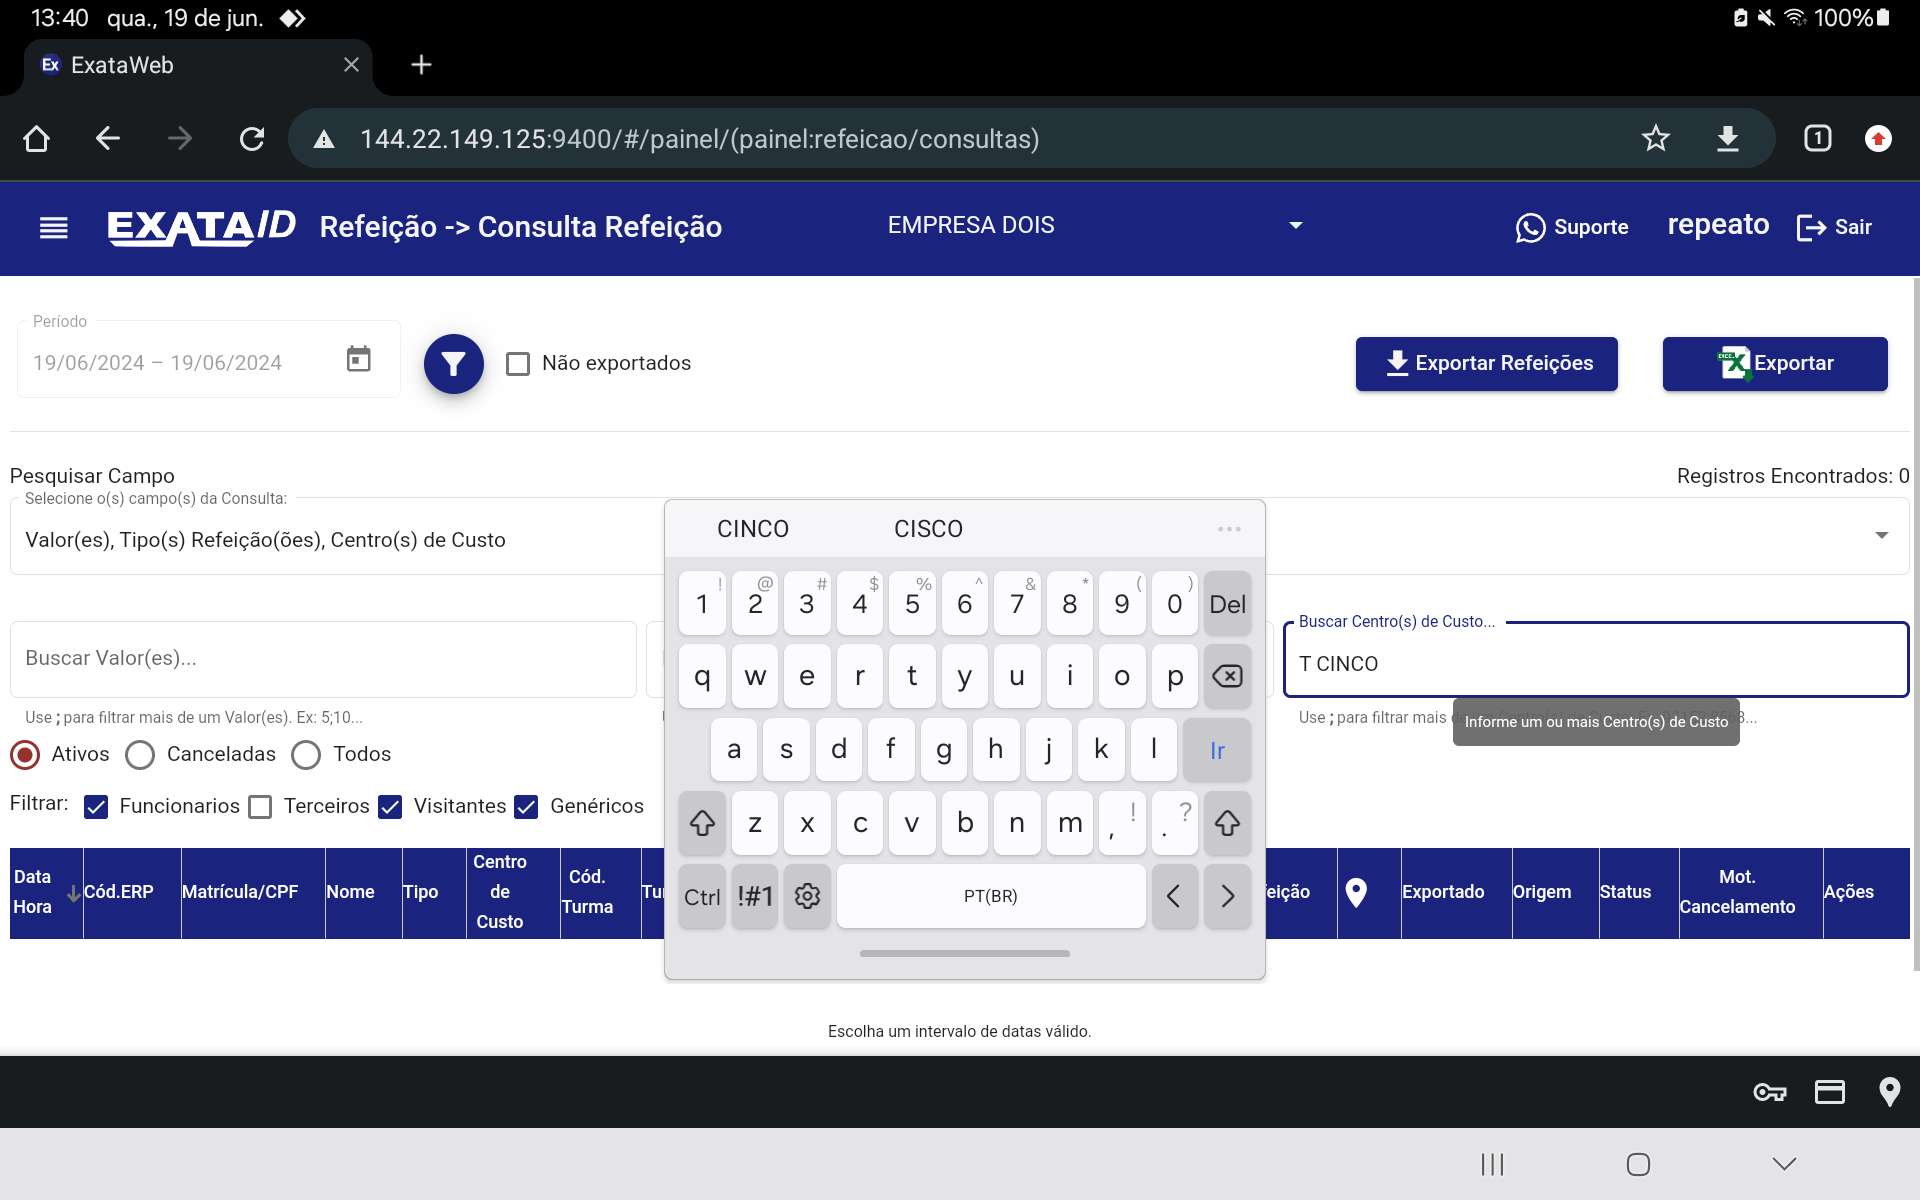 13:40 qua., 19 de jun. 100%
Ex ExataWeb
144.22.149.125:9400/#/painel/(painel:refeicao/consultas) 1
EXATA/ID Refeição -> Consulta Refeição EMPRESA DOIS Suporte repeato Sair
Período
19/06/2024 – 19/06/2024 Não exportados Exportar Refeições Exportar
Pesquisar Campo Registros Encontrados: 0
Selecione o(s) campo(s) da Consulta:
Valor(es), Tipo(s) Refeição(ões), Centro(s) de Custo
CINCO CISCO
! @ # $ % ^ & * ( )
1 2 3 4 5 6 7 8 9 0 Del
Buscar Centro(s) de Custo...
Buscar Valor(es)... T CINCO
q w e r t y u i o p
Use ; para filtrar mais de um Valor(es). Ex: 5;10... Use ; para filtrar mais
Informe um ou mais Centro(s) de Custo
Ativos Canceladas Todos
a s d f g h j k l Ir
Filtrar: Funcionarios Terceiros Visitantes Genéricos
z x c v b n m , ! . ?
Ctrl !#1 PT(BR)
Data Hora Cód.ERP Matrícula/CPF Nome Tipo Centro de Custo Cód. Turma Tu eição Exportado Origem Status Mot. Cancelamento Ações
Escolha um intervalo de datas válido.